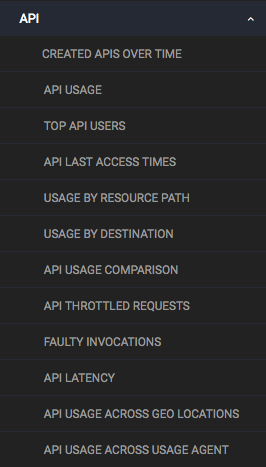 API
CREATED APIS OVER TIME
API USAGE
TOP API USERS
API LAST ACCESS TIMES
USAGE BY RESOURCE PATH
USAGE BY DESTINATION
API USAGE COMPARISON
API THROTTLED REQUESTS
FAULTY INVOCATIONS
API LATENCY
API USAGE ACROSS GEO LOCATIONS
API USAGE ACROSS USAGE AGENT